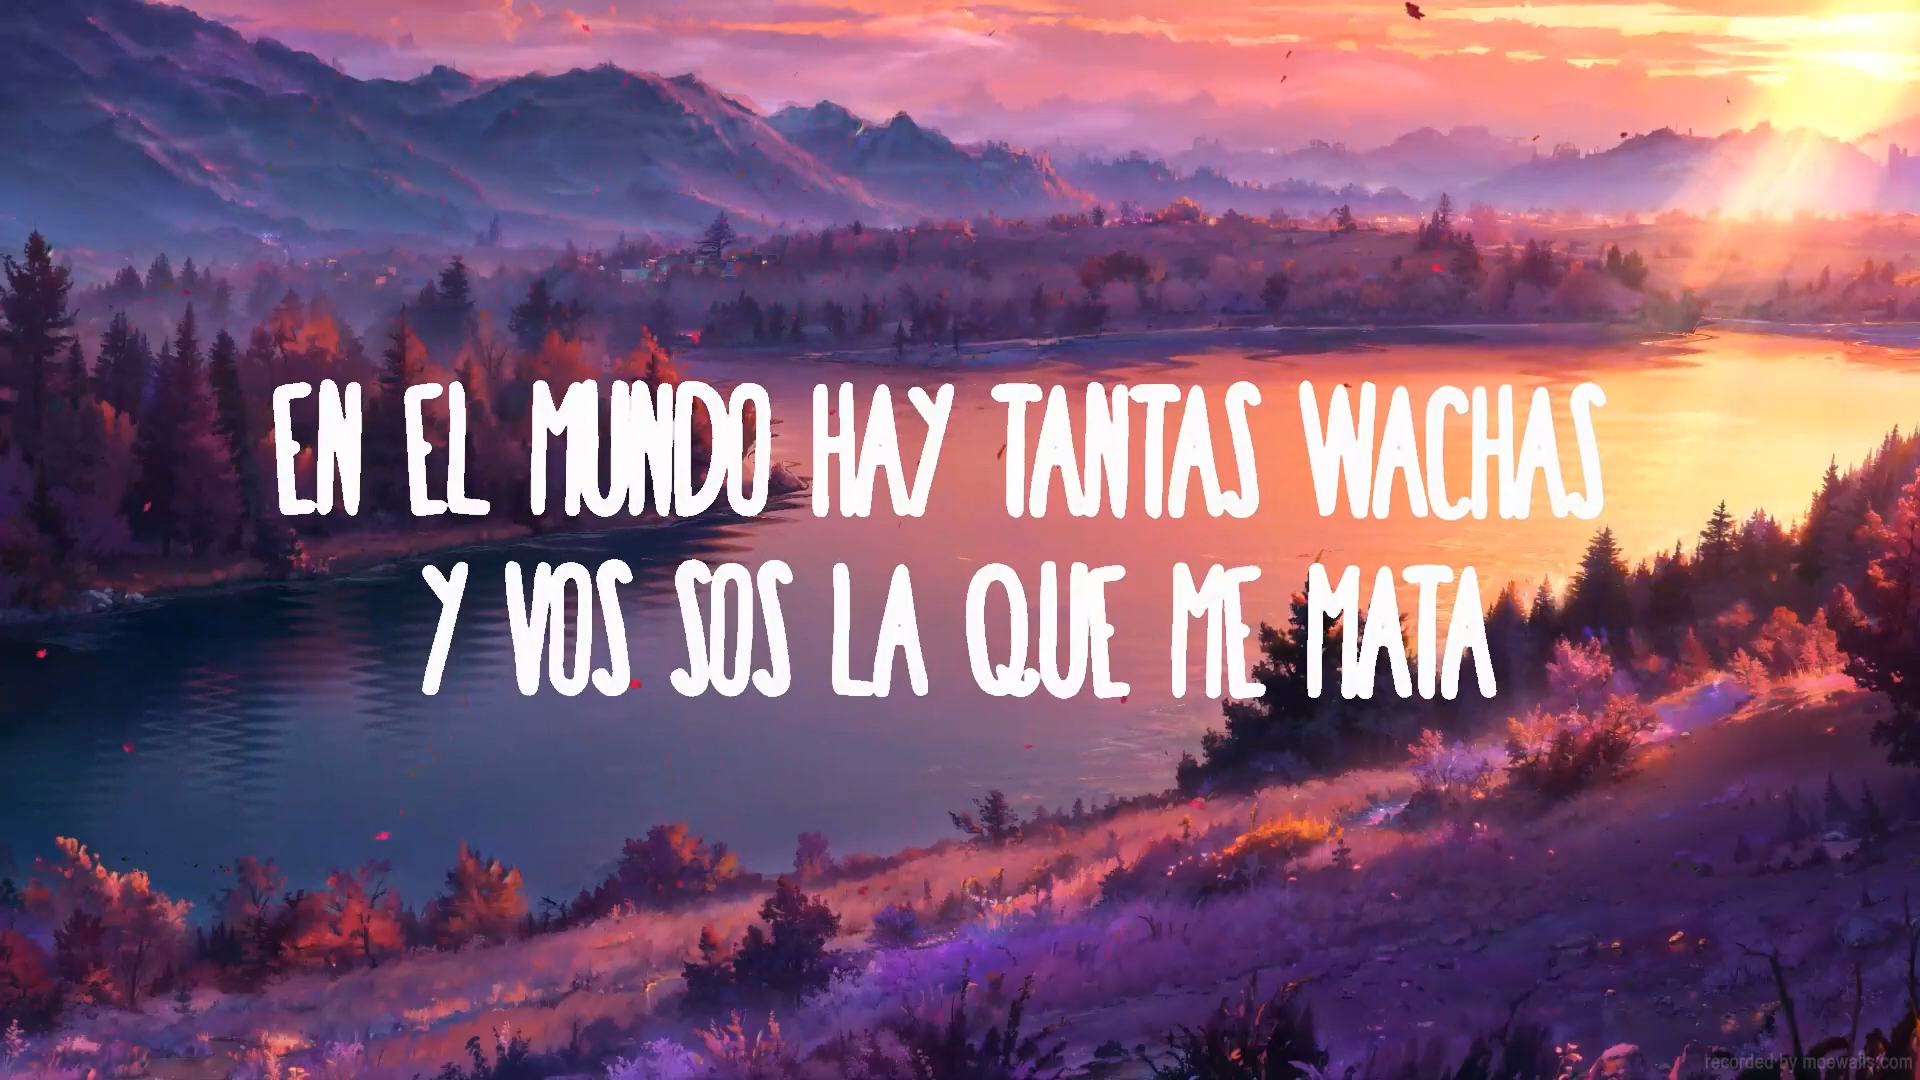 EN EL MUNDO HAY TANTAS WACHAS
Y VOS SOS LA QUE ME MATA
recorded by moewalls.com